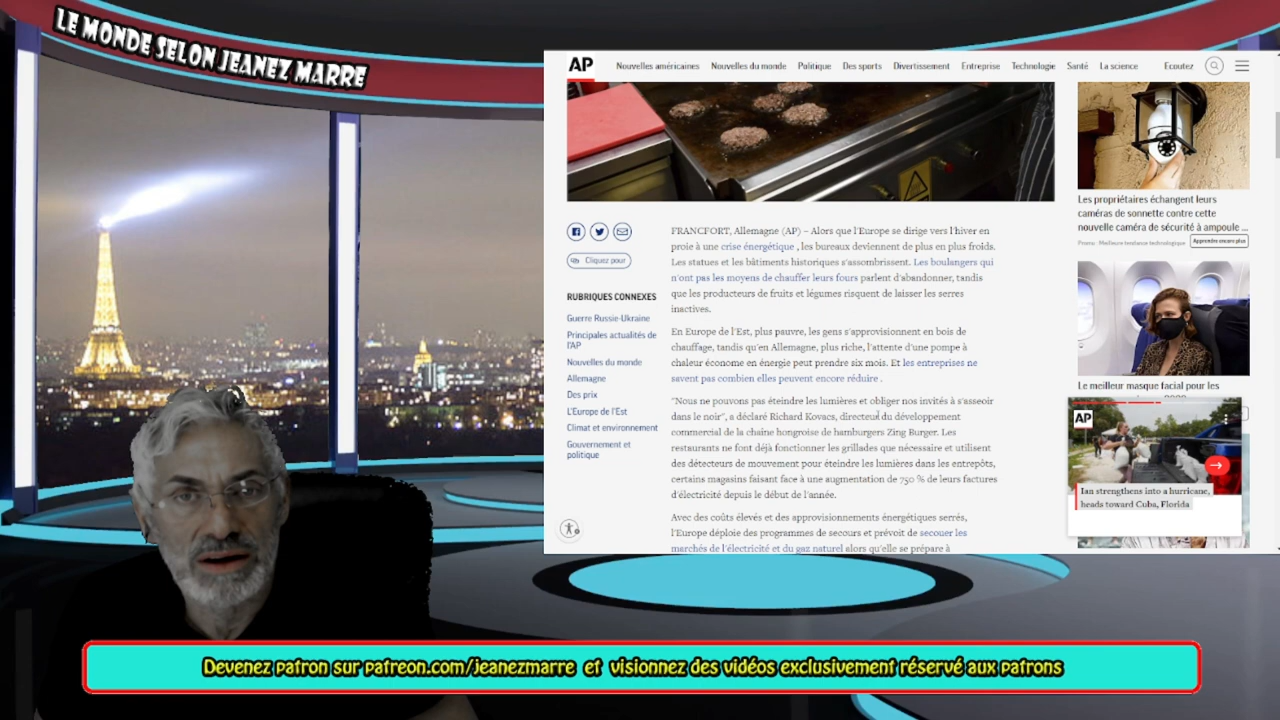 LE MONDE SELON JEANEZ MARRE
AP
Nouvelles américaines Nouvelles du monde Politique Des sports Divertissement Entreprise Technologie Santé La science Ecoutez
Cliquez pour
RUBRIQUES CONNEXES
Guerre Russie-Ukraine
Principales actualités de
l'AP
Nouvelles du monde
Allemagne
Des prix
L'Europe de l'Est
Climat et environnement
Gouvernement et
politique
FRANCFORT, Allemagne (AP) – Alors que l'Europe se dirige vers l'hiver en
proie à une crise énergétique , les bureaux deviennent de plus en plus froids.
Les statues et les bâtiments historiques s'assombrissent. Les boulangers qui
n'ont pas les moyens de chauffer leurs fours parlent d'abandonner, tandis
que les producteurs de fruits et légumes risquent de laisser les serres
inactives.
En Europe de l'Est, plus pauvre, les gens s'approvisionnent en bois de
chauffage, tandis qu'en Allemagne, plus riche, l'attente d'une pompe à
chaleur économe en énergie peut prendre six mois. Et les entreprises ne
savent pas combien elles peuvent encore réduire .
"Nous ne pouvons pas éteindre les lumières et obliger nos invités à s'asseoir
dans le noir", a déclaré Richard Kovacs, directeur du développement
commercial de la chaîne hongroise de hamburgers Zing Burger. Les
restaurants ne font déjà fonctionner les grillades que nécessaire et utilisent
des détecteurs de mouvement pour éteindre les lumières dans les entrepôts,
certains magasins faisant face à une augmentation de 750 % de leurs factures
d'électricité depuis le début de l'année.
Avec des coûts élevés et des approvisionnements énergétiques serrés,
l'Europe déploie des programmes de secours et prévoit de secouer les
marchés de l'électricité et du gaz naturel alors qu'elle se prépare à
Les propriétaires échangent leurs
caméras de sonnette contre cette
nouvelle caméra de sécurité à ampoule ...
Promu · Meilleure tendance technologique Apprendre encore plus
Le meilleur masque facial pour les
AP
Ian strengthens into a hurricane,
heads toward Cuba, Florida
Devenez patron sur patreon.com/jeanezmarre et visionnez des vidéos exclusivement réservé aux patrons